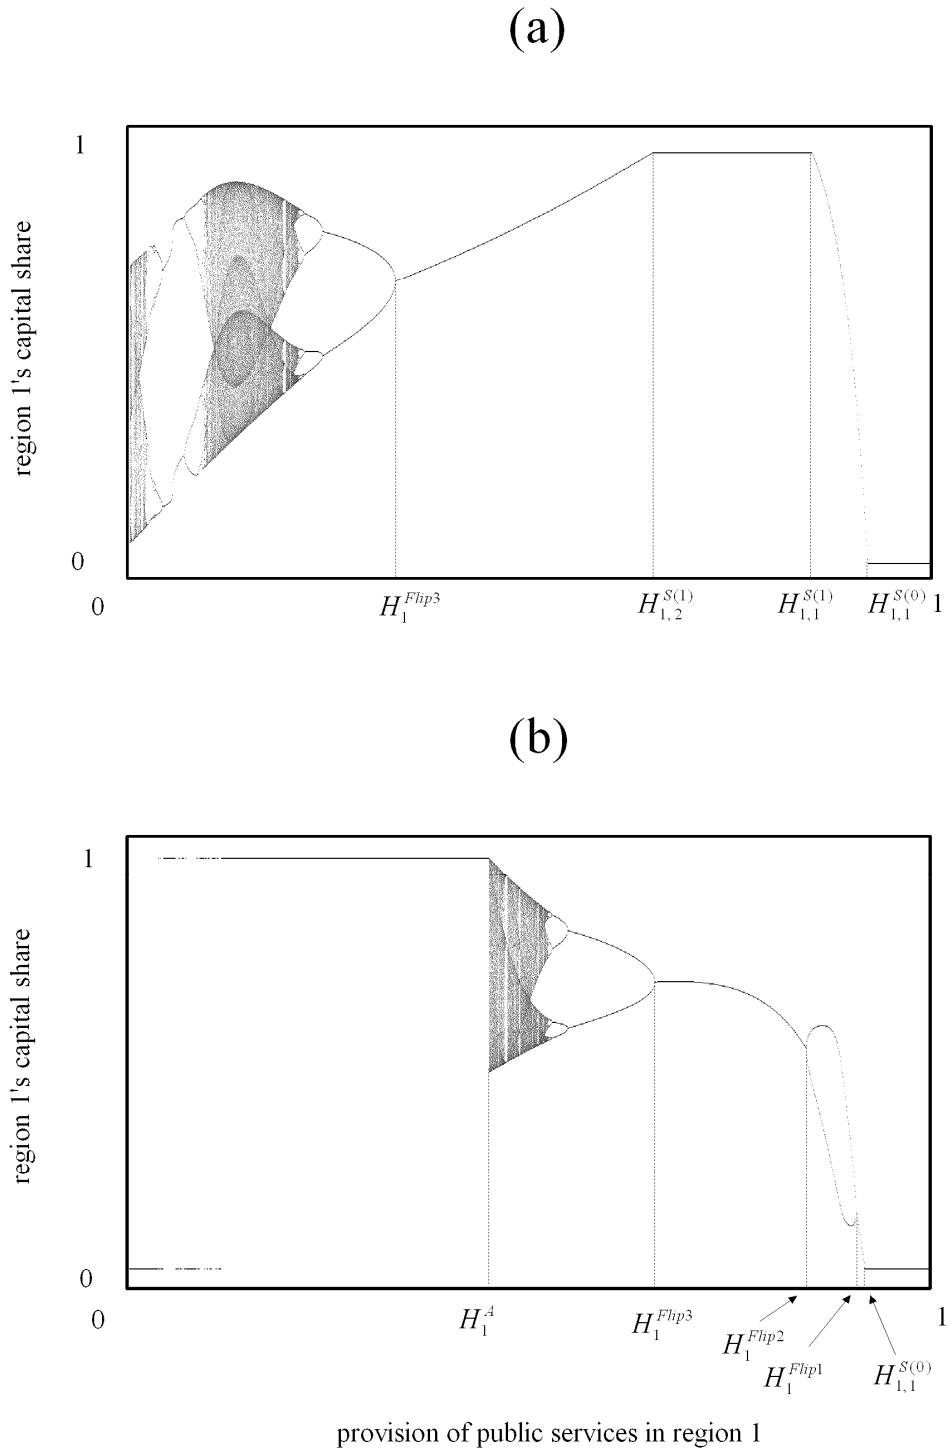 (a)
1
region 1's capital share
0
0
H_1^{Flip3}
H_{1,2}^{S(1)}
H_{1,1}^{S(1)}
H_{1,1}^{S(0)}
1
(b)
1
region 1's capital share
0
0
H_1^A
H_1^{Flip3}
H_1^{Flip2}
H_1^{Flip1}
H_{1,1}^{S(0)}
1
provision of public services in region 1